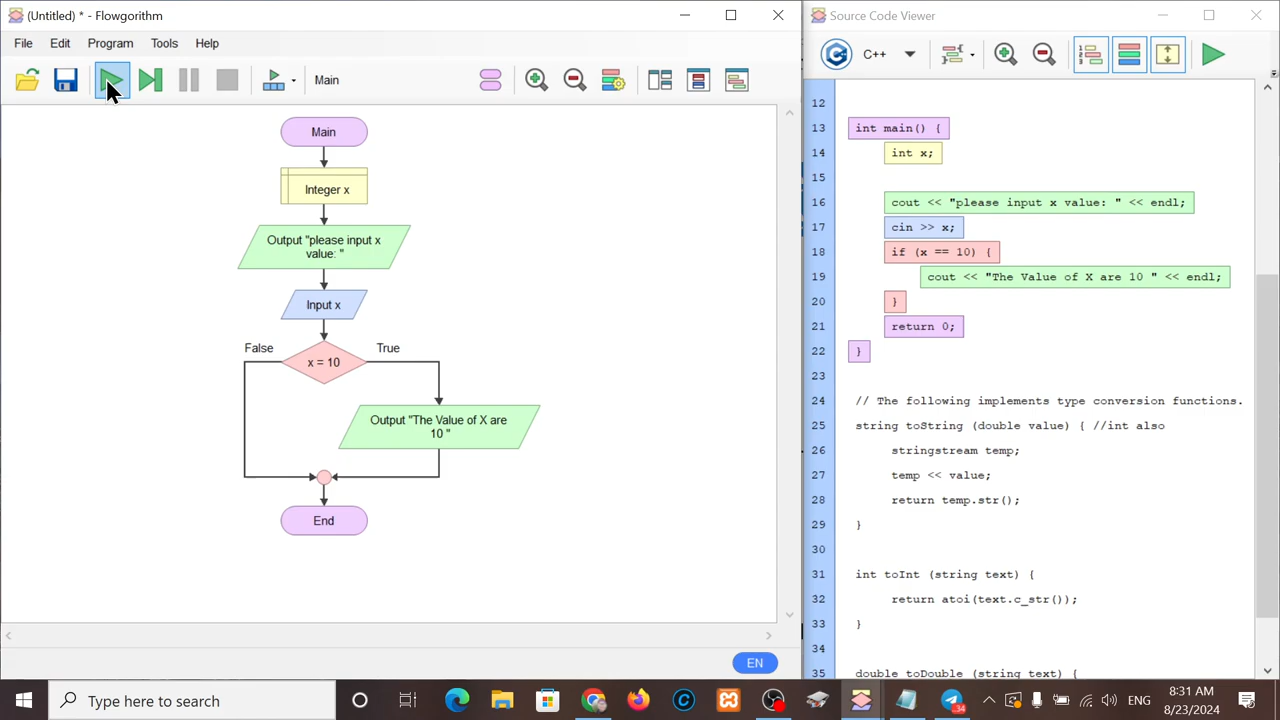 (Untitled) * - Flowgorithm
File Edit Program Tools Help
Main
Main
Integer x
Output "please input x
value: "
Input x
False
True
x = 10
Output "The Value of X are
10 "
End
EN
Source Code Viewer
C++
12
13 int main() {
14 int x;
15
16 cout << "please input x value: " << endl;
17 cin >> x;
18 if (x == 10) {
19 cout << "The Value of X are 10 " << endl;
20 }
21 return 0;
22 }
23
24 // The following implements type conversion functions.
25 string toString (double value) { //int also
26 stringstream temp;
27 temp << value;
28 return temp.str();
29 }
30
31 int toInt (string text) {
32 return atoi(text.c_str());
33 }
34
35 double toDouble (string text) {
Type here to search
34
ENG
8:31 AM
8/23/2024